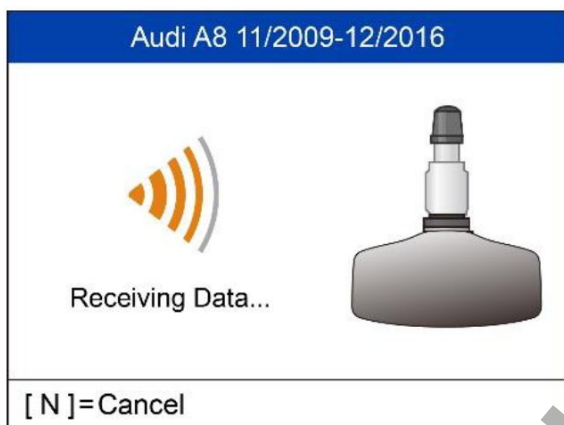 Audi A8 11/2009-12/2016
Receiving Data...
[ N ]=Cancel